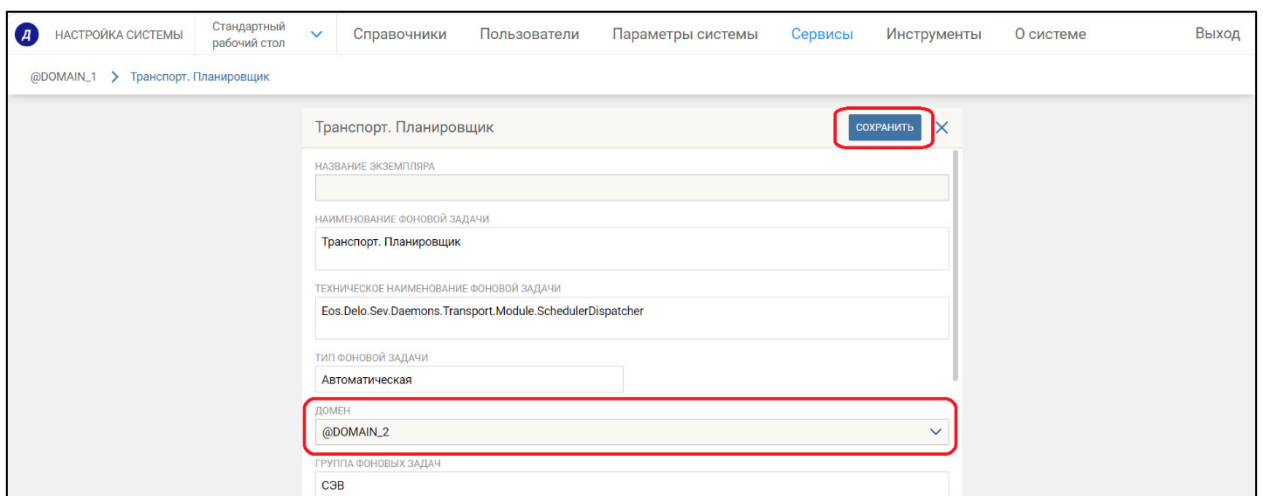 Д НАСТРОЙКА СИСТЕМЫ Стандартный рабочий стол Справочники Пользователи Параметры системы Сервисы Инструменты О системе Выход
@DOMAIN_1 Транспорт. Планировщик
Транспорт. Планировщик СОХРАНИТЬ
НАЗВАНИЕ ЭКЗЕМПЛЯРА
НАИМЕНОВАНИЕ ФОНОВОЙ ЗАДАЧИ
Транспорт. Планировщик
ТЕХНИЧЕСКОЕ НАИМЕНОВАНИЕ ФОНОВОЙ ЗАДАЧИ
Eos.Delo.Sev.Daemons.Transport.Module.SchedulerDispatcher
ТИП ФОНОВОЙ ЗАДАЧИ
Автоматическая
ДОМЕН
@DOMAIN_2
ГРУППА ФОНОВЫХ ЗАДАЧ
СЭВ